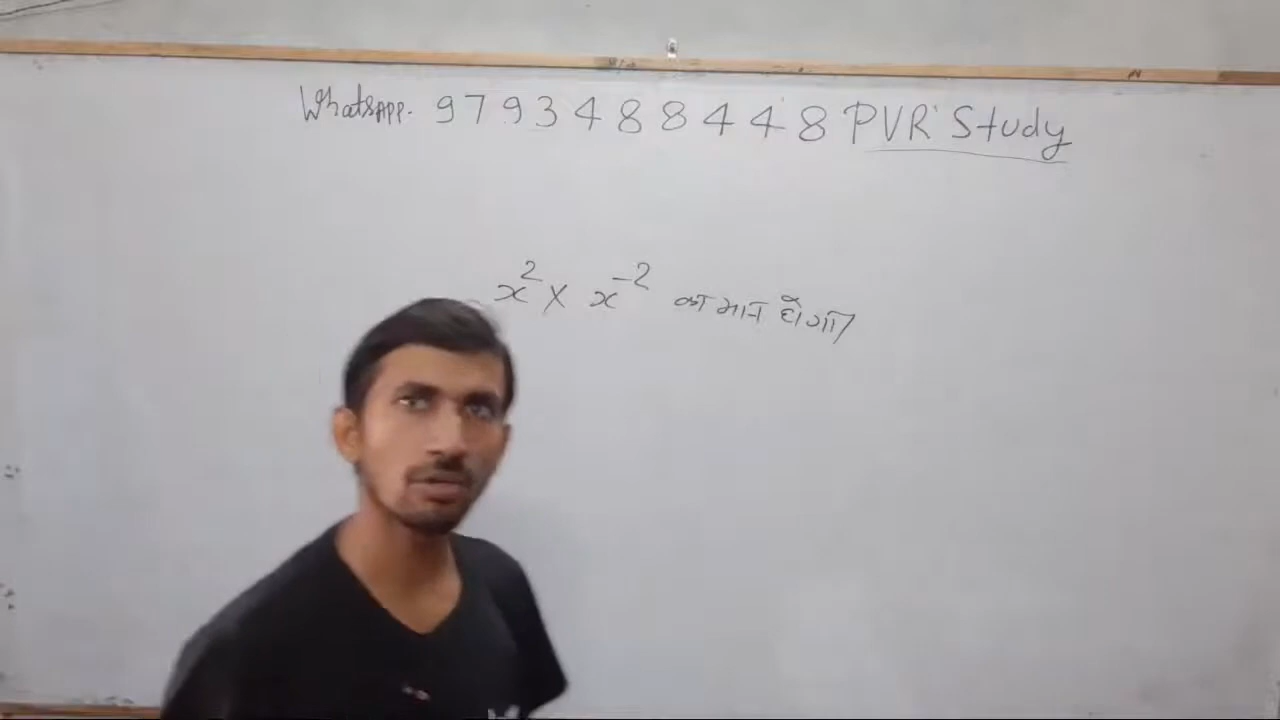 WhatsApp. 9793488448 PVR Study
x² × x⁻² का मान होगा